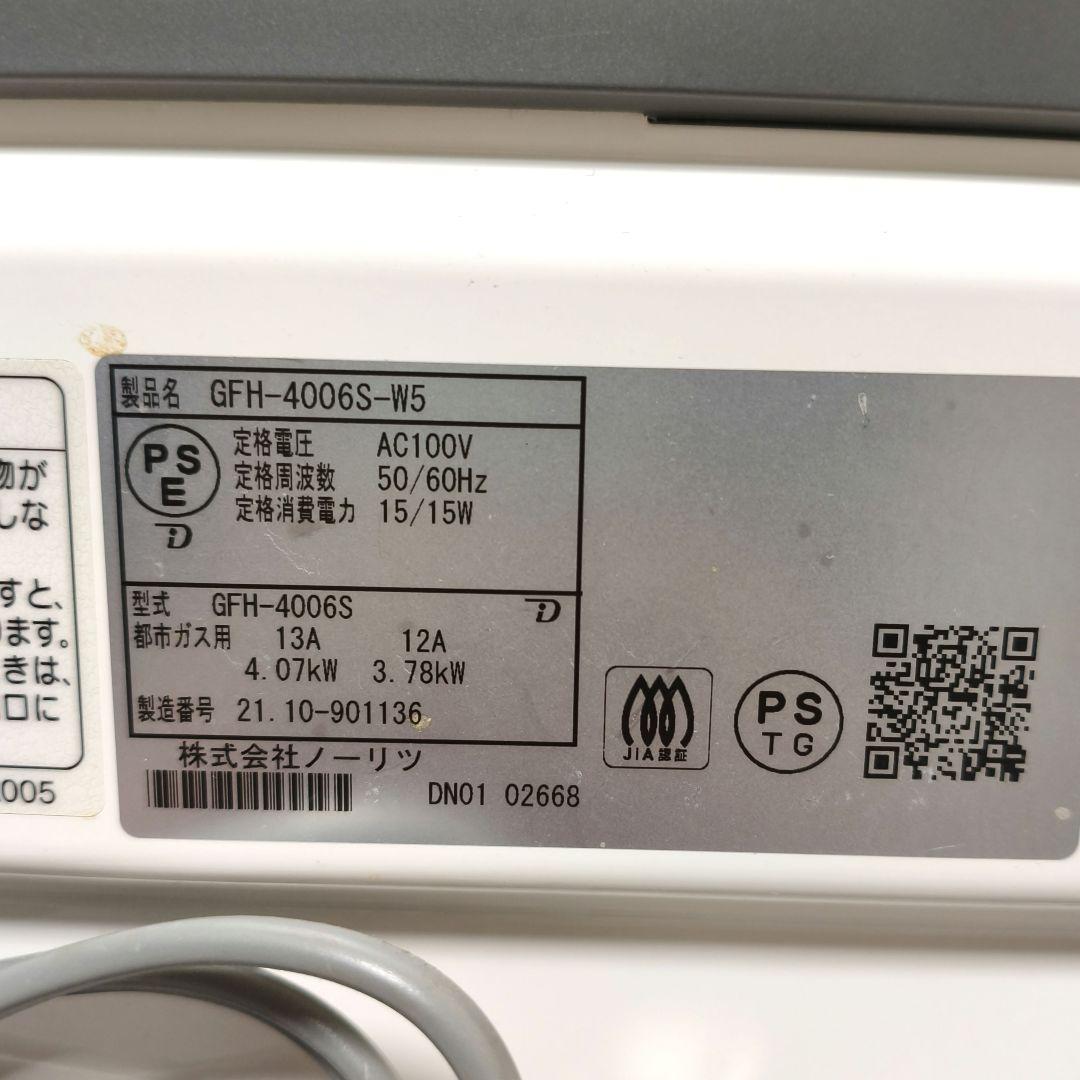 物が
しな
すと、
ります。
きは、
口に
005
製品名 GFH-4006S-W5
PS
E
定格電圧 AC100V
定格周波数 50/60Hz
定格消費電力 15/15W
型式 GFH-4006S
都市ガス用 13A 12A
4.07kW 3.78kW
製造番号 21.10-901136
株式会社ノーリツ
DN01 02668
JIA認証
PS
TG